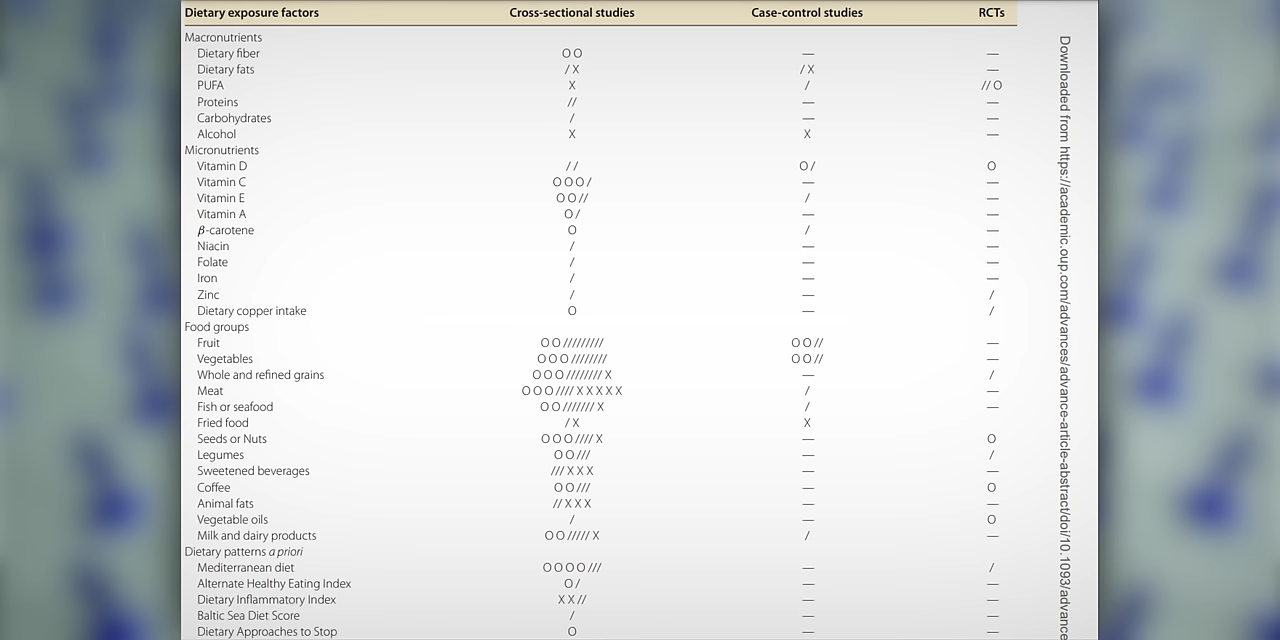 Dietary exposure factors Cross-sectional studies Case-control studies RCTs
Macronutrients
Dietary fiber O O — —
Dietary fats / X / X —
PUFA X / // O
Proteins // — —
Carbohydrates / — —
Alcohol X X —
Micronutrients
Vitamin D / / O / O
Vitamin C O O O / — —
Vitamin E O O // / —
Vitamin A O / — —
β-carotene O / —
Niacin / — —
Folate / — —
Iron / — —
Zinc / — /
Dietary copper intake O — /
Food groups
Fruit O O ///////// O O // —
Vegetables O O O //////// O O // —
Whole and refined grains O O O //////// X — /
Meat O O O //// X X X X X / —
Fish or seafood O O /////// X / —
Fried food / X X
Seeds or Nuts O O O //// X — O
Legumes O O /// — /
Sweetened beverages /// X X X — —
Coffee O O /// — O
Animal fats // X X X — —
Vegetable oils / — O
Milk and dairy products O O ///// X / —
Dietary patterns a priori
Mediterranean diet O O O O /// — /
Alternate Healthy Eating Index O / — —
Dietary Inflammatory Index X X // — —
Baltic Sea Diet Score / — —
Dietary Approaches to Stop O — —
Downloaded from https://academic.oup.com/advances/advance-article-abstract/doi/10.1093/advance